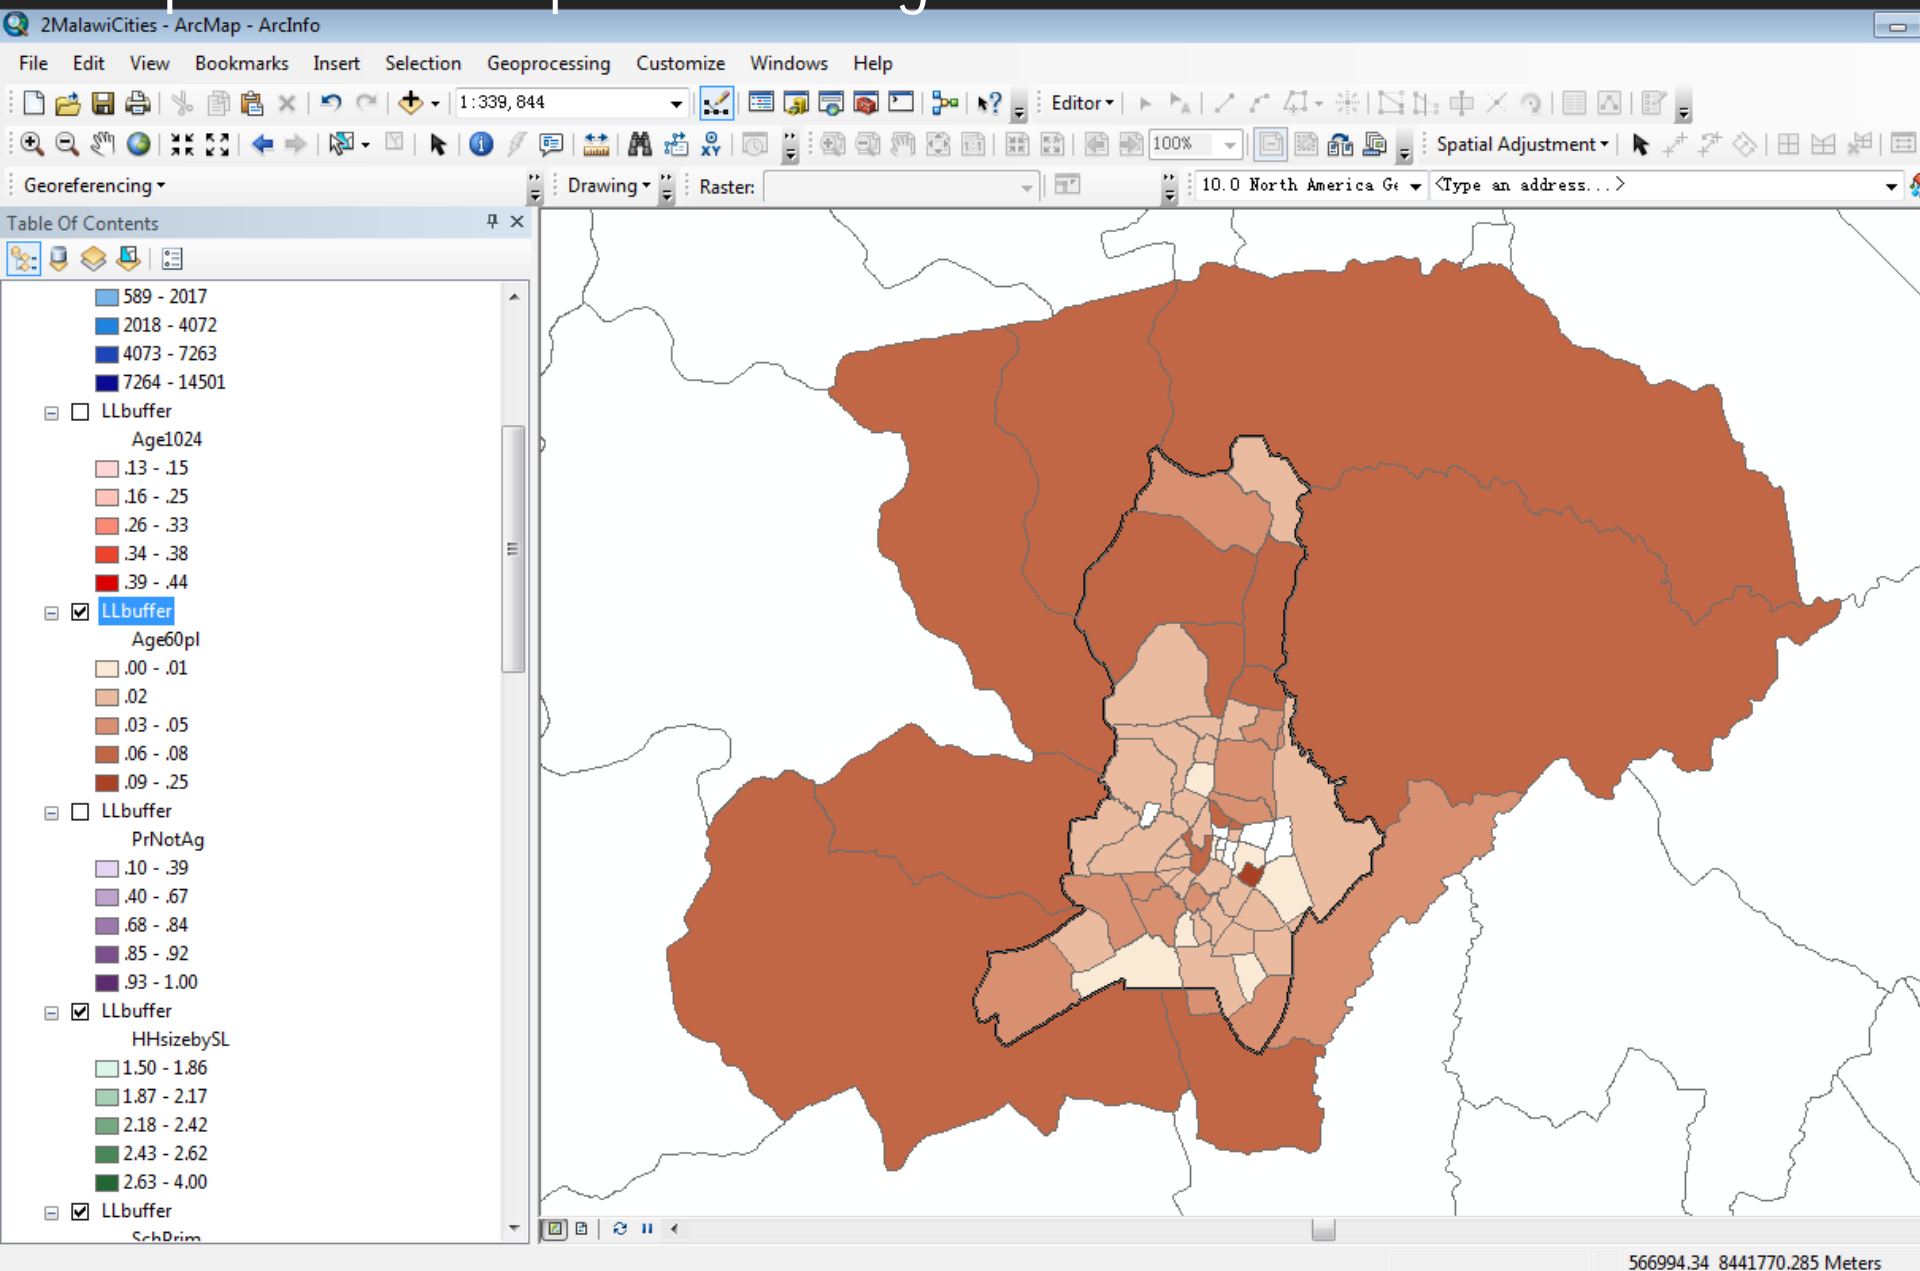 2MalawiCities - ArcMap - ArcInfo
File Edit View Bookmarks Insert Selection Geoprocessing Customize Windows Help
1:339,844
Editor
100%
Spatial Adjustment
Georeferencing
Drawing
Raster:
10.0 North America
<Type an address...>
Table Of Contents
589 - 2017
2018 - 4072
4073 - 7263
7264 - 14501
LLbuffer
Age1024
.13 - .15
.16 - .25
.26 - .33
.34 - .38
.39 - .44
LLbuffer
Age60pl
.00 - .01
.02
.03 - .05
.06 - .08
.09 - .25
LLbuffer
PrNotAg
.10 - .39
.40 - .67
.68 - .84
.85 - .92
.93 - 1.00
LLbuffer
HHsizebySL
1.50 - 1.86
1.87 - 2.17
2.18 - 2.42
2.43 - 2.62
2.63 - 4.00
LLbuffer
SchPrim
566994.34 8441770.285 Meters